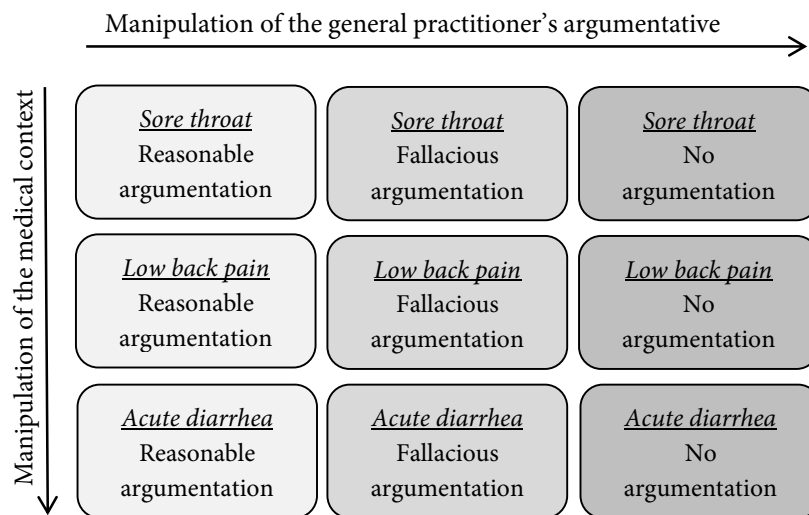 Manipulation of the general practitioner’s argumentative
Manipulation of the medical context
Sore throat
Reasonable
argumentation
Sore throat
Fallacious
argumentation
Sore throat
No
argumentation
Low back pain
Reasonable
argumentation
Low back pain
Fallacious
argumentation
Low back pain
No
argumentation
Acute diarrhea
Reasonable
argumentation
Acute diarrhea
Fallacious
argumentation
Acute diarrhea
No
argumentation